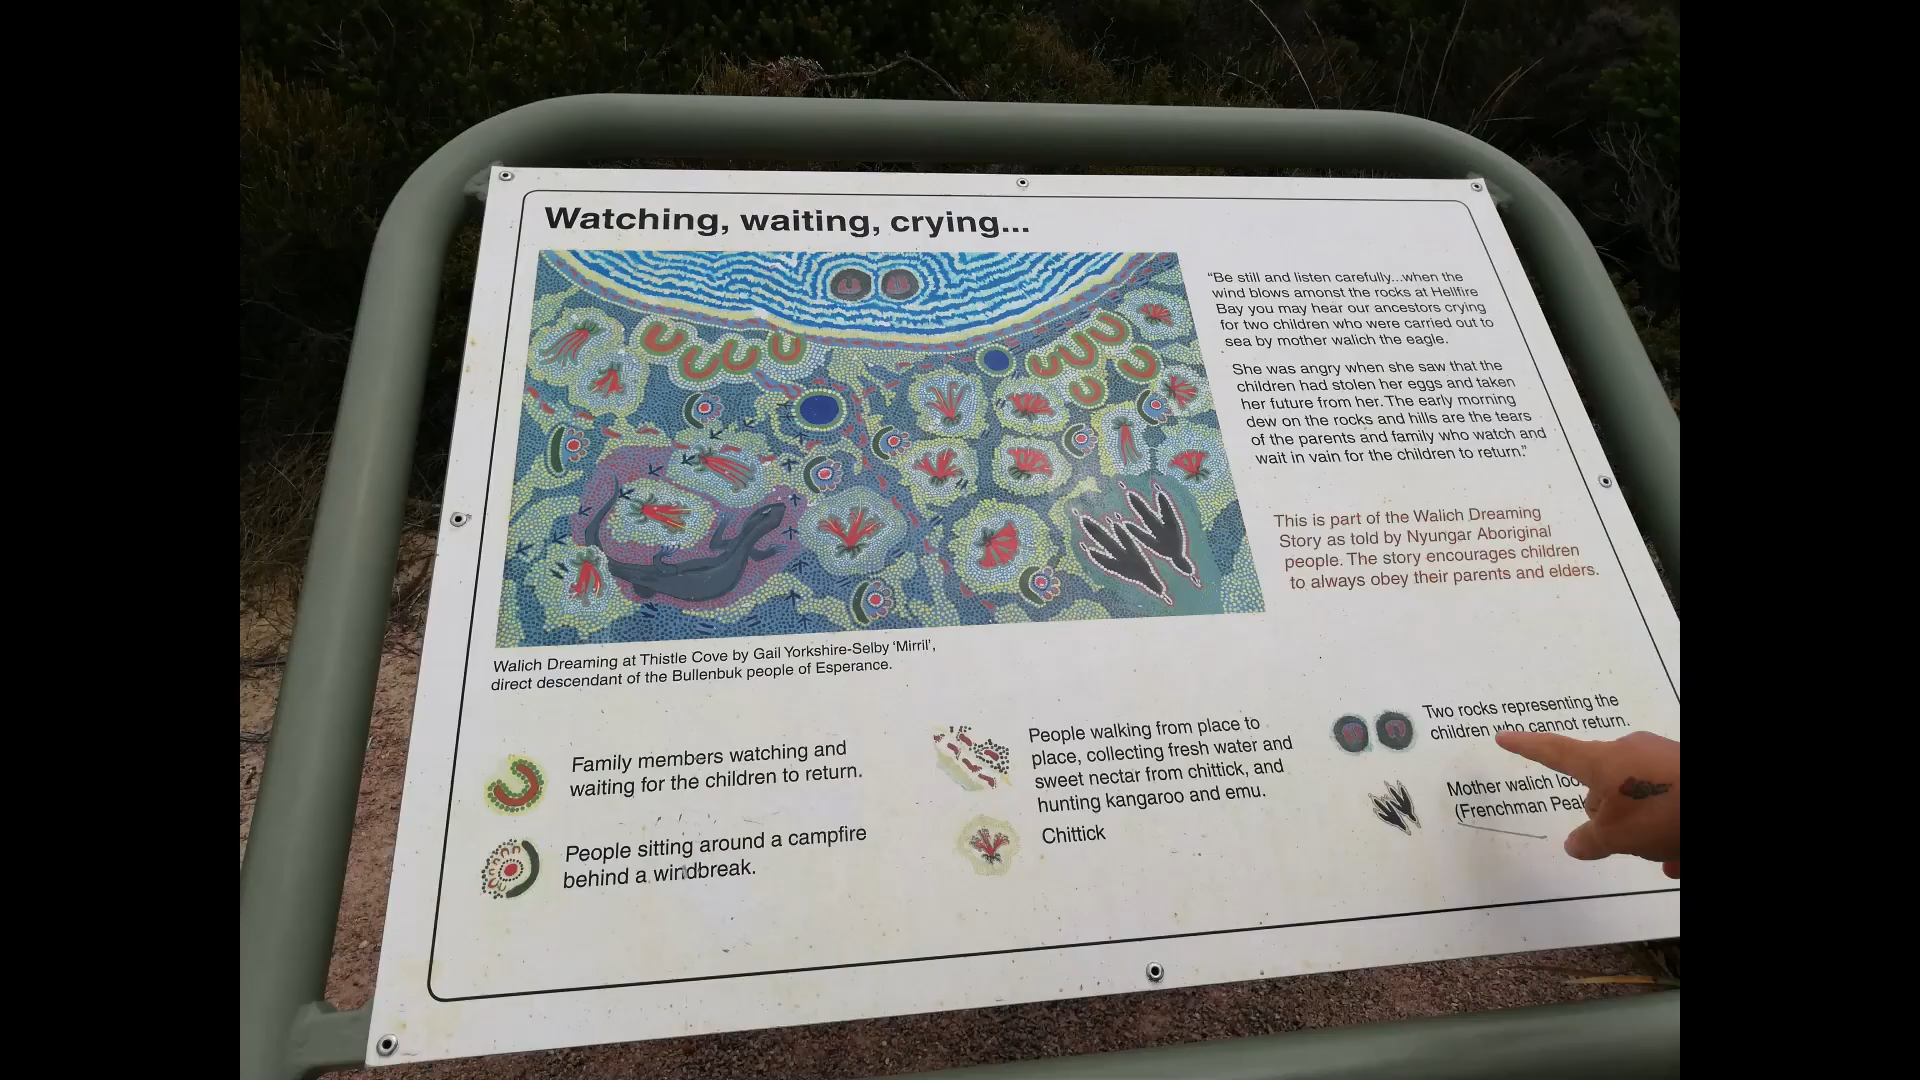 Watching, waiting, crying...
“Be still and listen carefully...when the
wind blows amonst the rocks at Hellfire
Bay you may hear our ancestors crying
for two children who were carried out to
sea by mother walich the eagle.
She was angry when she saw that the
children had stolen her eggs and taken
her future from her. The early morning
dew on the rocks and hills are the tears
of the parents and family who watch and
wait in vain for the children to return.”
This is part of the Walich Dreaming
Story as told by Nyungar Aboriginal
people. The story encourages children
to always obey their parents and elders.
Walich Dreaming at Thistle Cove by Gail Yorkshire-Selby ‘Mirril’,
direct descendant of the Bullenbuk people of Esperance.
Family members watching and
waiting for the children to return.
People sitting around a campfire
behind a windbreak.
People walking from place to
place, collecting fresh water and
sweet nectar from chittick, and
hunting kangaroo and emu.
Chittick
Two rocks representing the
children who cannot return.
Mother walich
(Frenchman